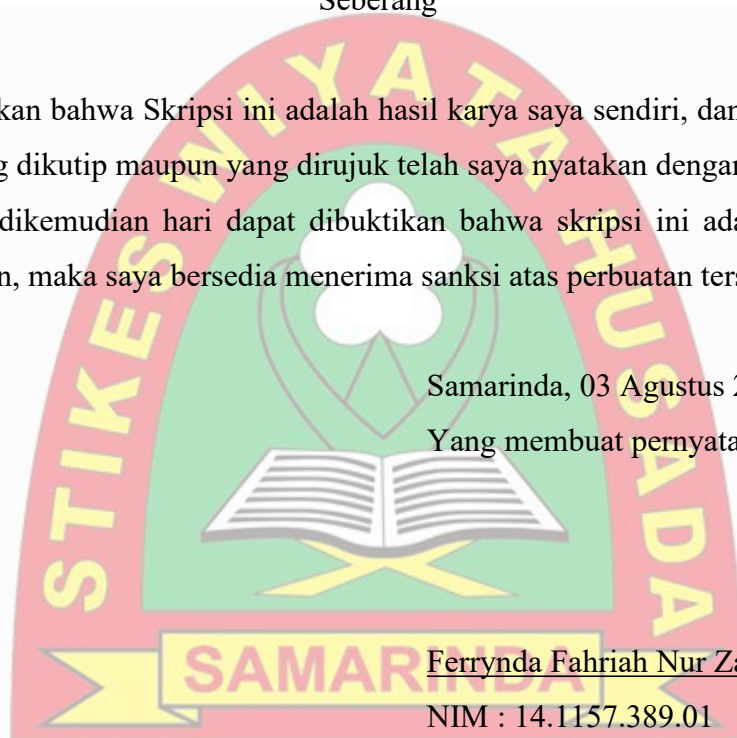 Seberang
kan bahwa Skripsi ini adalah hasil karya saya sendiri, dan
g dikutip maupun yang dirujuk telah saya nyatakan dengan
dikemudian hari dapat dibuktikan bahwa skripsi ini ada
n, maka saya bersedia menerima sanksi atas perbuatan ters
Samarinda, 03 Agustus 2
Yang membuat pernyata
Ferrynda Fahriah Nur Za
NIM : 14.1157.389.01
STIKES WIYATA HUSADA
SAMARINDA